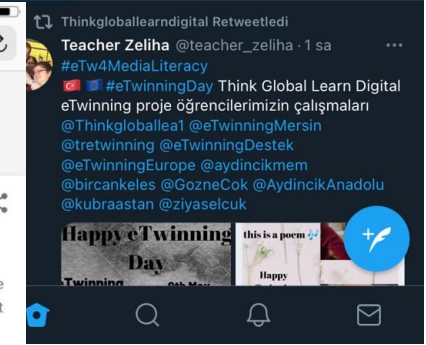 Thinkgloballearndigital Retweetledi
Teacher Zeliha @teacher_zeliha · 1 sa
#eTw4MediaLiteracy
#eTwinningDay Think Global Learn Digital
eTwinning proje öğrencilerimizin çalışmaları
@Thinkgloballea1 @eTwinningMersin
@tretwinning @eTwinningDestek
@eTwinningEurope @aydincikmem
@bircankeles @GozneCok @AydincikAnadolu
@kubraastan @ziyaselcuk
Happy eTwinning
Day
Twinning
this is a poem
Happy